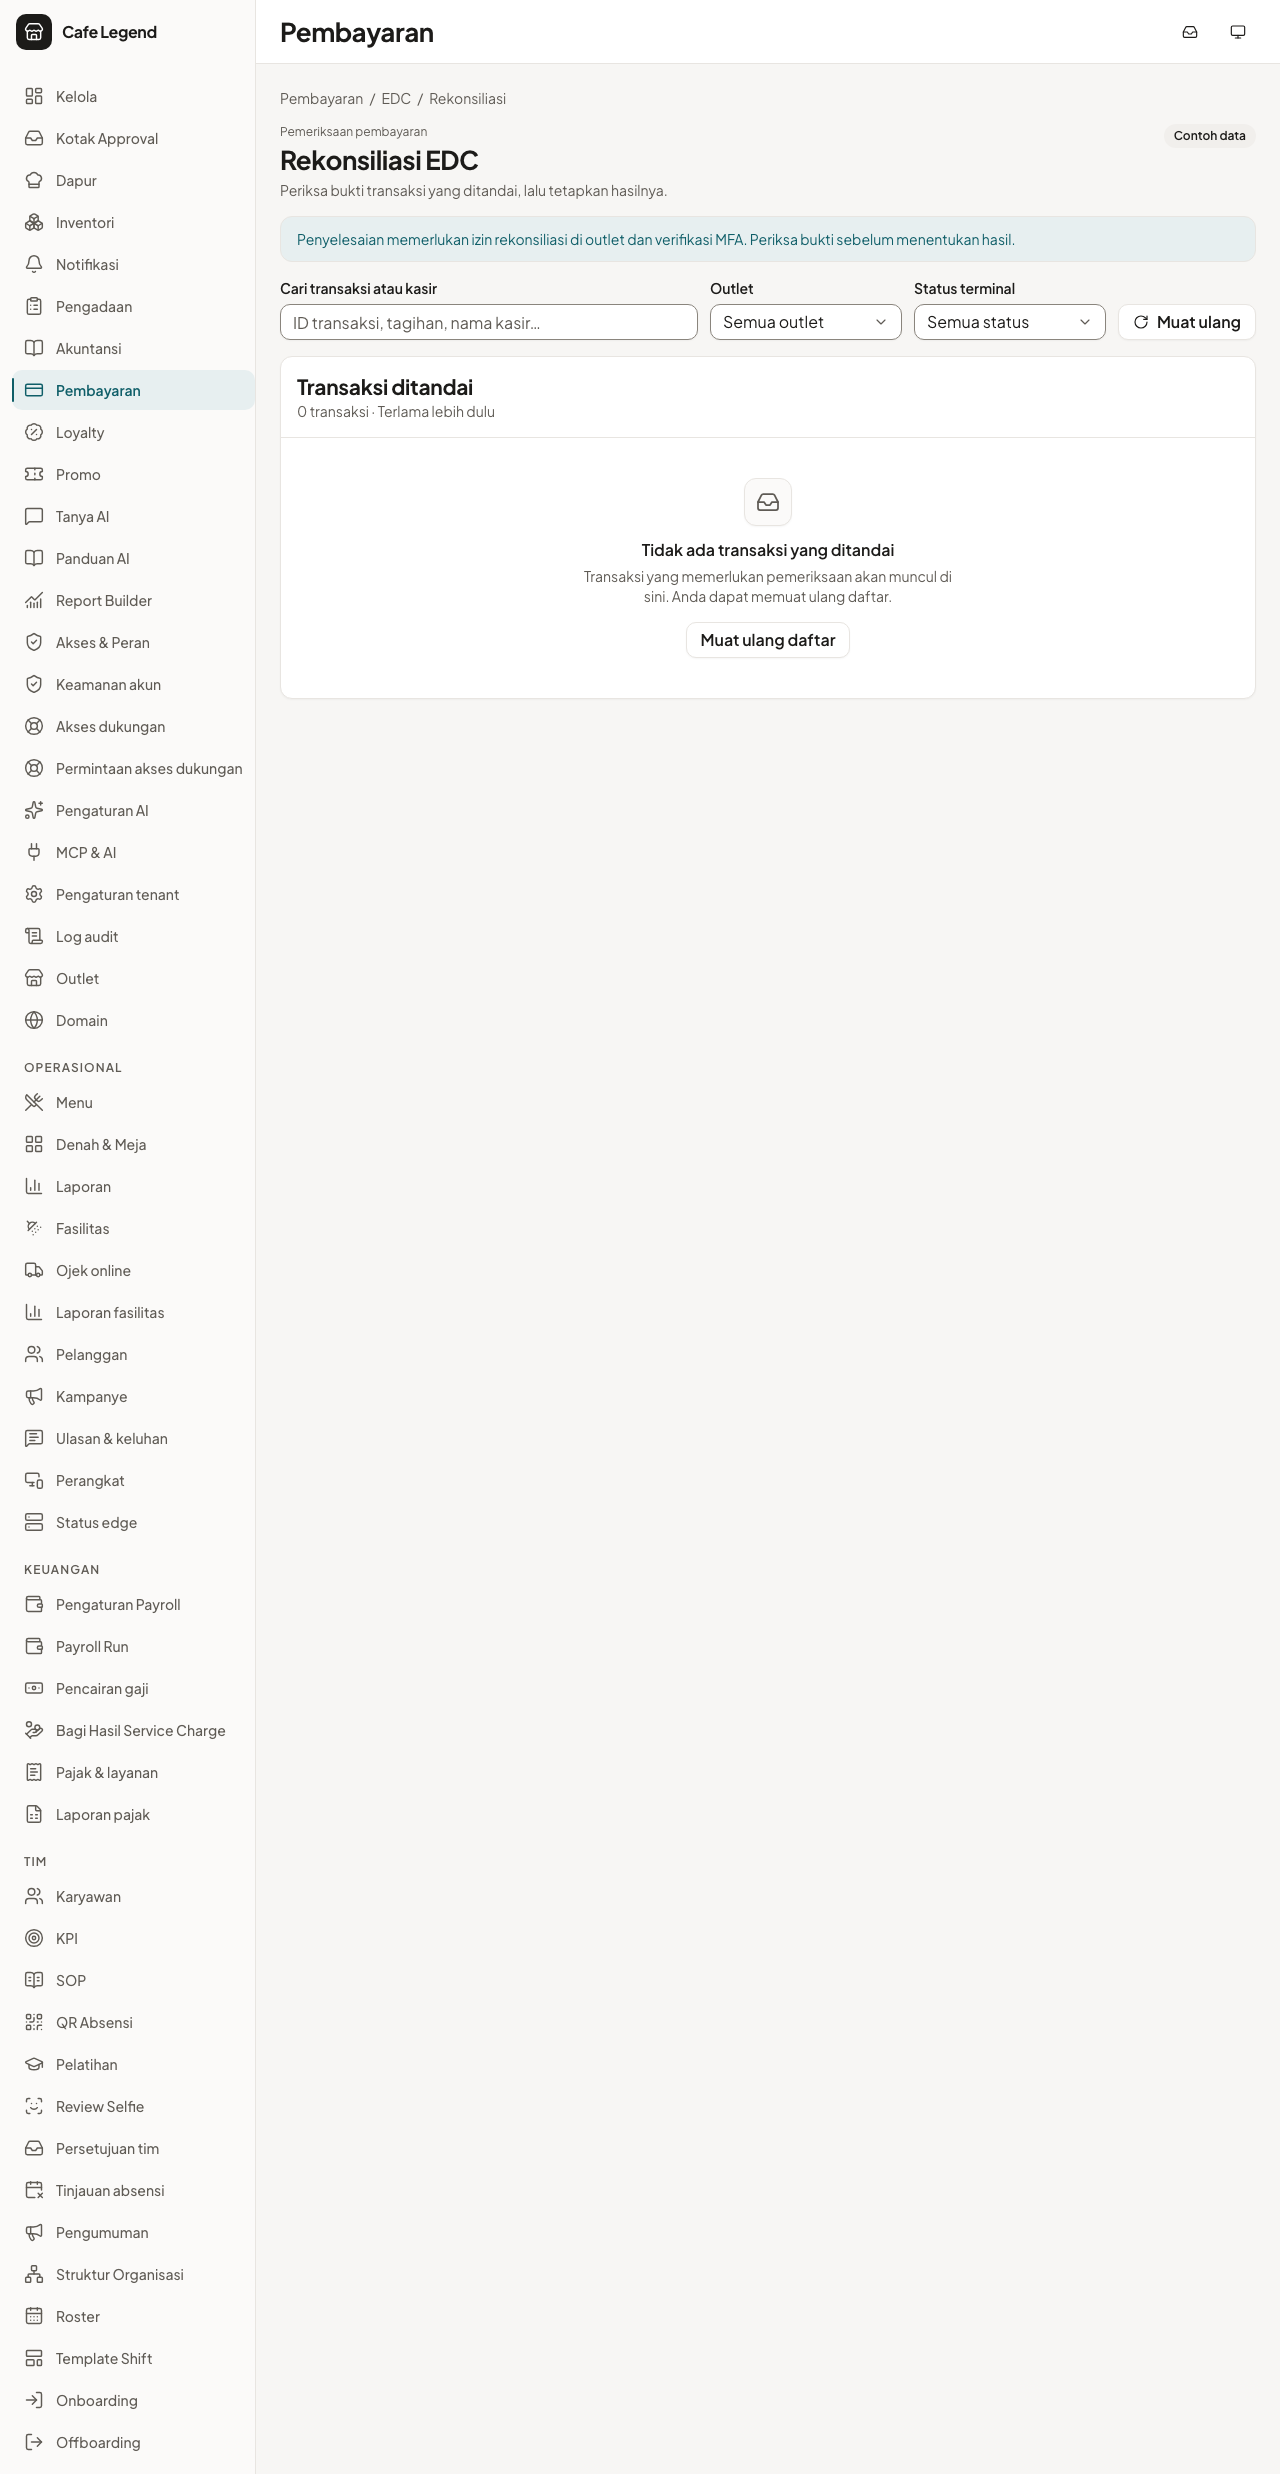 Cafe Legend
Kelola
Kotak Approval
Dapur
Inventori
Notifikasi
Pengadaan
Akuntansi
Pembayaran
Loyalty
Promo
Tanya AI
Panduan AI
Report Builder
Akses & Peran
Keamanan akun
Akses dukungan
Permintaan akses dukungan
Pengaturan AI
MCP & AI
Pengaturan tenant
Log audit
Outlet
Domain
OPERASIONAL
Menu
Denah & Meja
Laporan
Fasilitas
Ojek online
Laporan fasilitas
Pelanggan
Kampanye
Ulasan & keluhan
Perangkat
Status edge
KEUANGAN
Pengaturan Payroll
Payroll Run
Pencairan gaji
Bagi Hasil Service Charge
Pajak & layanan
Laporan pajak
TIM
Karyawan
KPI
SOP
QR Absensi
Pelatihan
Review Selfie
Persetujuan tim
Tinjauan absensi
Pengumuman
Struktur Organisasi
Roster
Template Shift
Onboarding
Offboarding
Pembayaran
Pembayaran / EDC / Rekonsiliasi
Pemeriksaan pembayaran
Contoh data
Rekonsiliasi EDC
Periksa bukti transaksi yang ditandai, lalu tetapkan hasilnya.
Penyelesaian memerlukan izin rekonsiliasi di outlet dan verifikasi MFA. Periksa bukti sebelum menentukan hasil.
Cari transaksi atau kasir
Outlet
Status terminal
ID transaksi, tagihan, nama kasir...
Semua outlet
Semua status
Muat ulang
Transaksi ditandai
0 transaksi · Terlama lebih dulu
Tidak ada transaksi yang ditandai
Transaksi yang memerlukan pemeriksaan akan muncul di
sini. Anda dapat memuat ulang daftar.
Muat ulang daftar